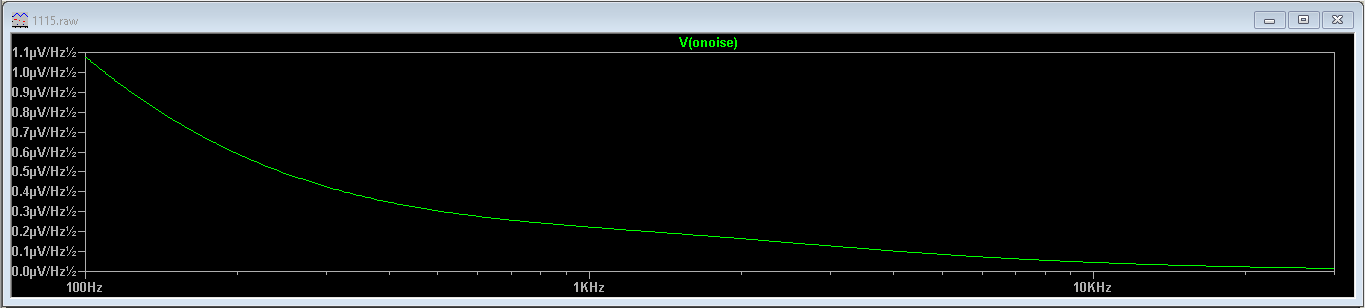 1115.raw
V(onoise)
1.1µV/Hz½
1.0µV/Hz½
0.9µV/Hz½
0.8µV/Hz½
0.7µV/Hz½
0.6µV/Hz½
0.5µV/Hz½
0.4µV/Hz½
0.3µV/Hz½
0.2µV/Hz½
0.1µV/Hz½
0.0µV/Hz½
100Hz 1KHz 10KHz